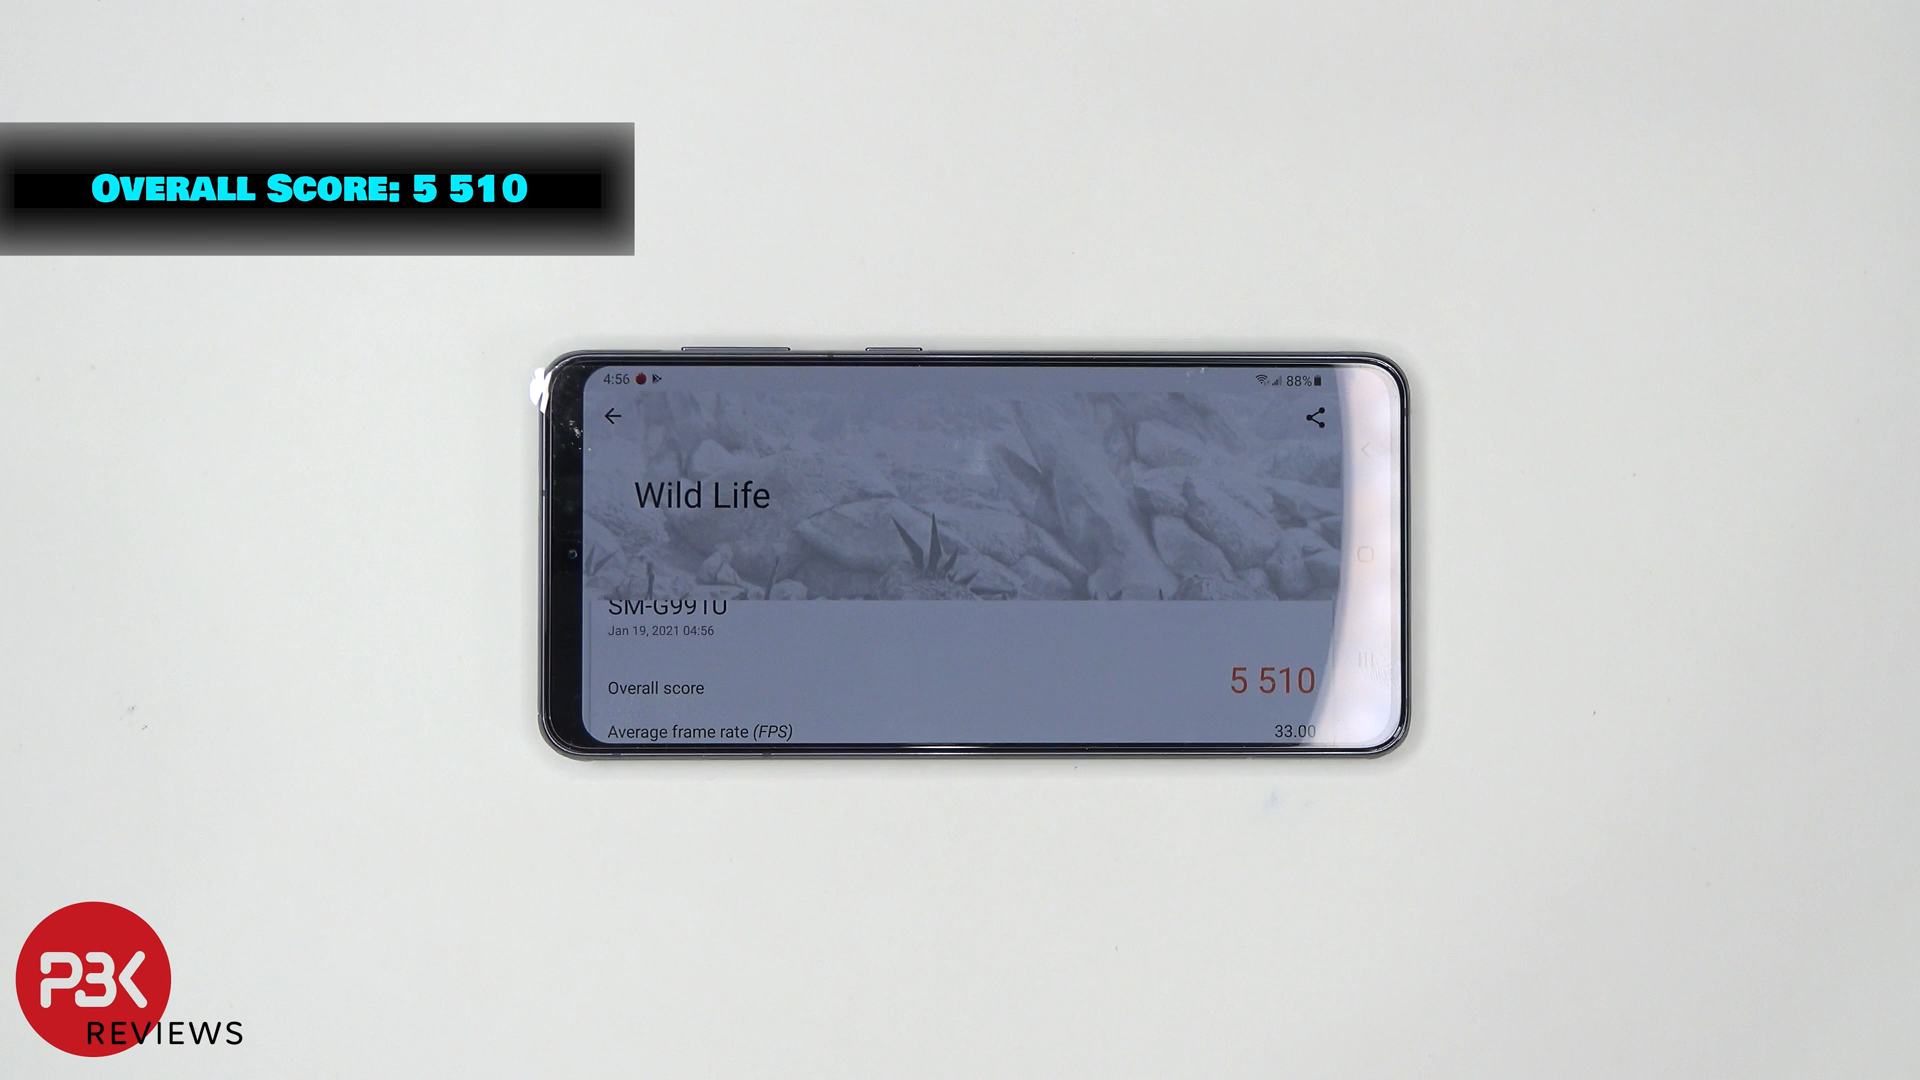 OVERALL SCORE: 5 510
4:56
88%
Wild Life
SM-G991U
Jan 19, 2021 04:56
Overall score
5 510
Average frame rate (FPS)
33.00
PBK
REVIEWS